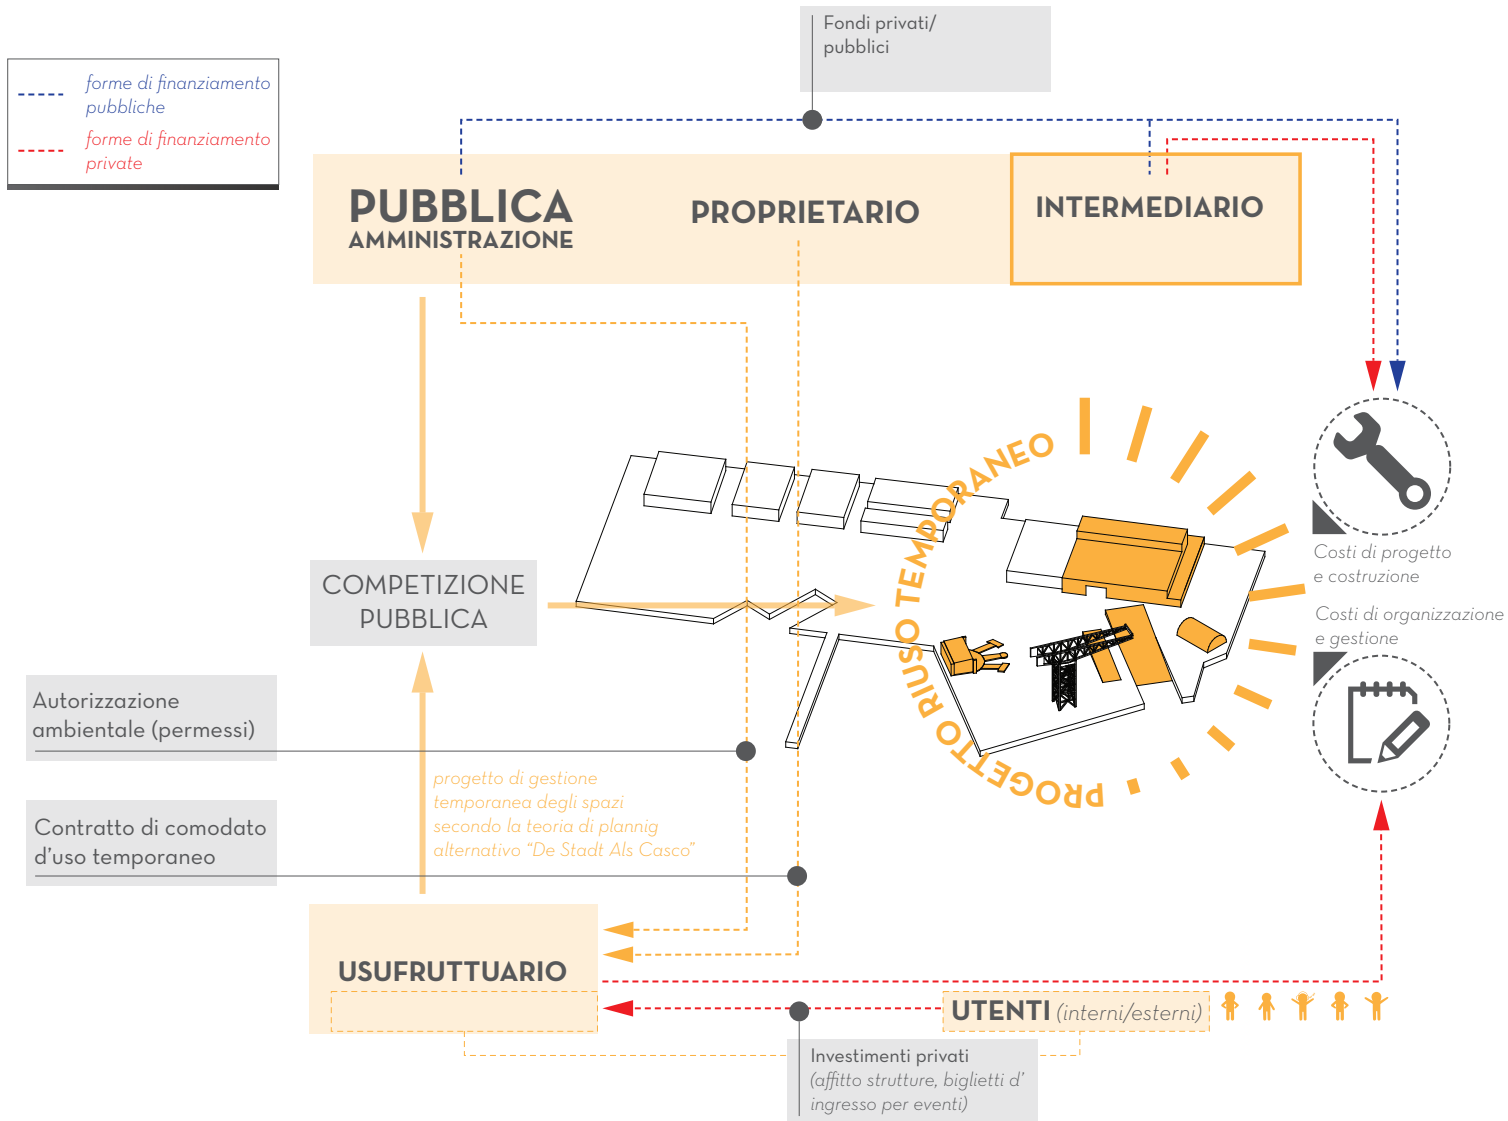 Fondi privati/
pubblici
forme di finanziamento
pubbliche
forme di finanziamento
private
PUBBLICA
AMMINISTRAZIONE
PROPRIETARIO
INTERMEDIARIO
PROGETTO RIUSO TEMPORANEO
Costi di progetto
e costruzione
COMPETIZIONE
PUBBLICA
Costi di organizzazione
e gestione
Autorizzazione
ambientale (permessi)
progetto di gestione
temporanea degli spazi
secondo la teoria di plannig
alternativo “De Stadt Als Casco”
Contratto di comodato
d’uso temporaneo
USUFRUTTUARIO
UTENTI (interni/esterni)
Investimenti privati
(affitto strutture, biglietti d’
ingresso per eventi)